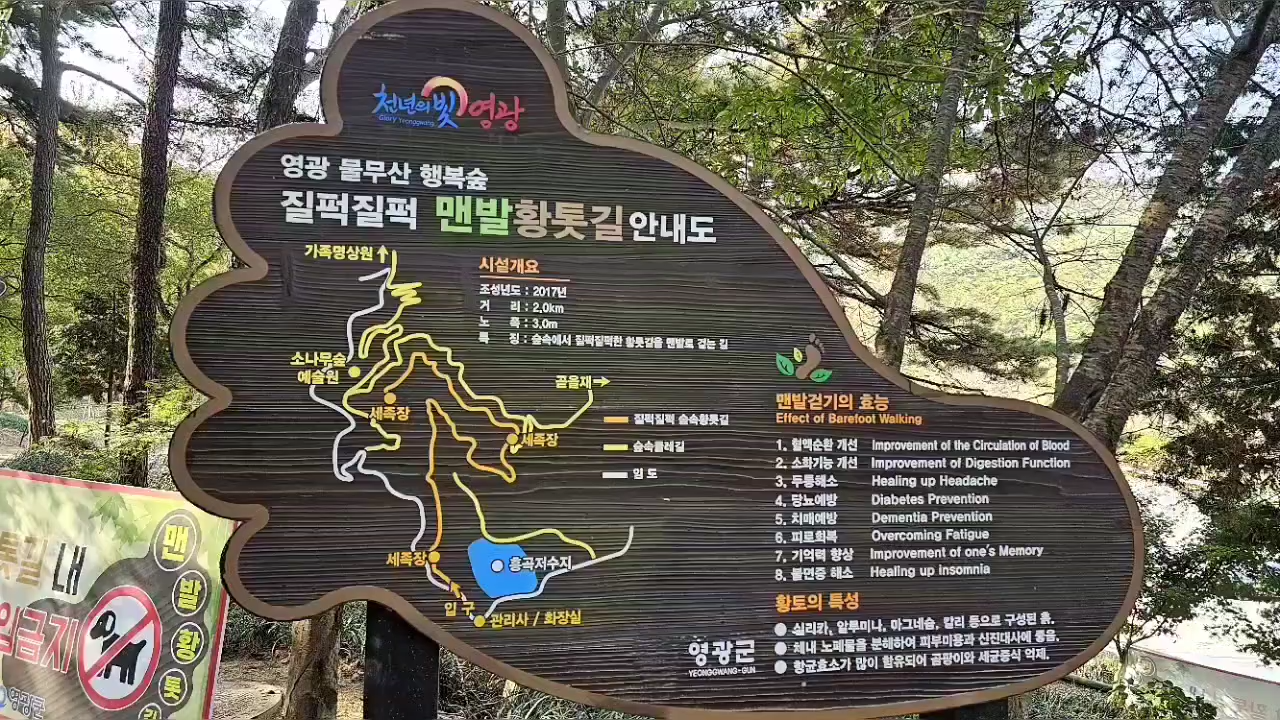 천년의빛영광
Glory Yeonggwang
영광 물무산 행복숲
질퍽질퍽 맨발황톳길안내도
가족명상원
시설개요
조성년도 : 2017년
거 리 : 2.0km
노 폭 : 3.0m
특 징 : 숲속에서 질퍽질퍽한 황톳길을 맨발로 걷는 길
소나무숲
예술원
골을재
세족장
세족장
질퍽질퍽 숲속황톳길
숲속둘레길
임 도
세족장
입 구
관리사 / 화장실
맨발걷기의 효능
Effect of Barefoot Walking
1. 혈액순환 개선 Improvement of the Circulation of Blood
2. 소화기능 개선 Improvement of Digestion Function
3. 두통해소 Healing up Headache
4. 당뇨예방 Diabetes Prevention
5. 치매예방 Dementia Prevention
6. 피로회복 Overcoming Fatigue
7. 기억력 향상 Improvement of one's Memory
8. 불면증 해소 Healing up insomnia
황토의 특성
실리카, 알루미나, 마그네슘, 칼리 등으로 구성된 흙.
체내 노폐물을 분해하여 피부미용과 신진대사에 좋음.
항균효소가 많이 함유되어 곰팡이와 세균증식 억제.
영광군
YEONGGWANG-GUN
맨발황톳
톳길 내
입금지
영광군